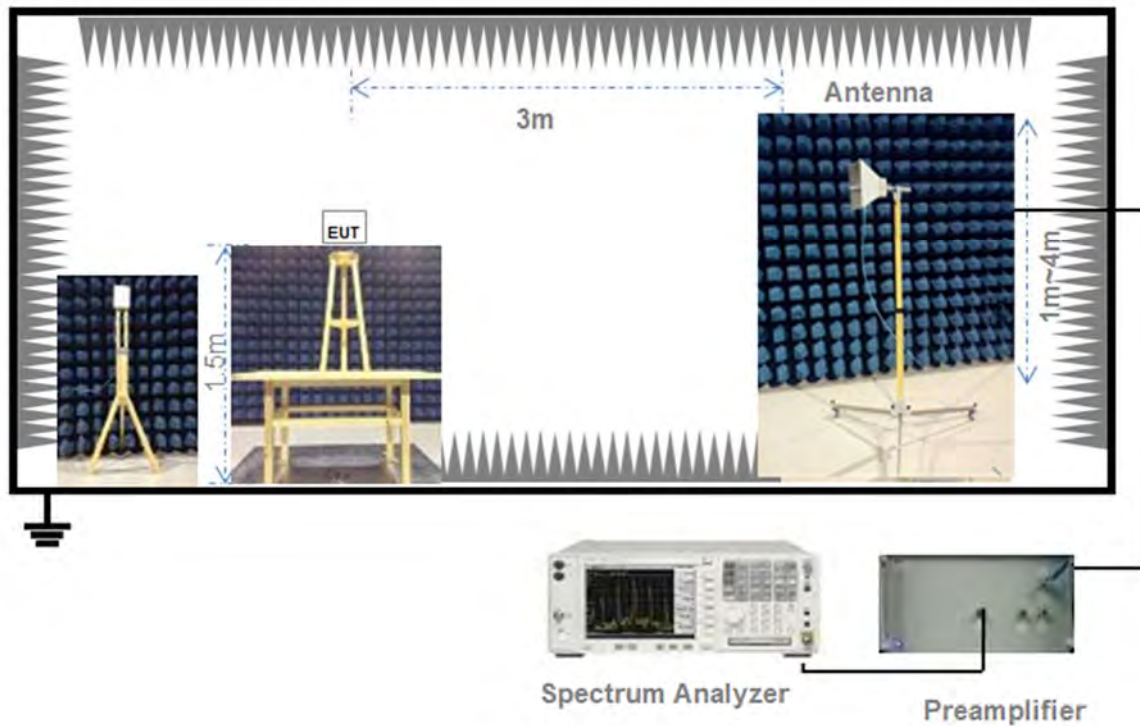 Antenna
3m
EUT
1m~4m
1.5m
Spectrum Analyzer
Preamplifier